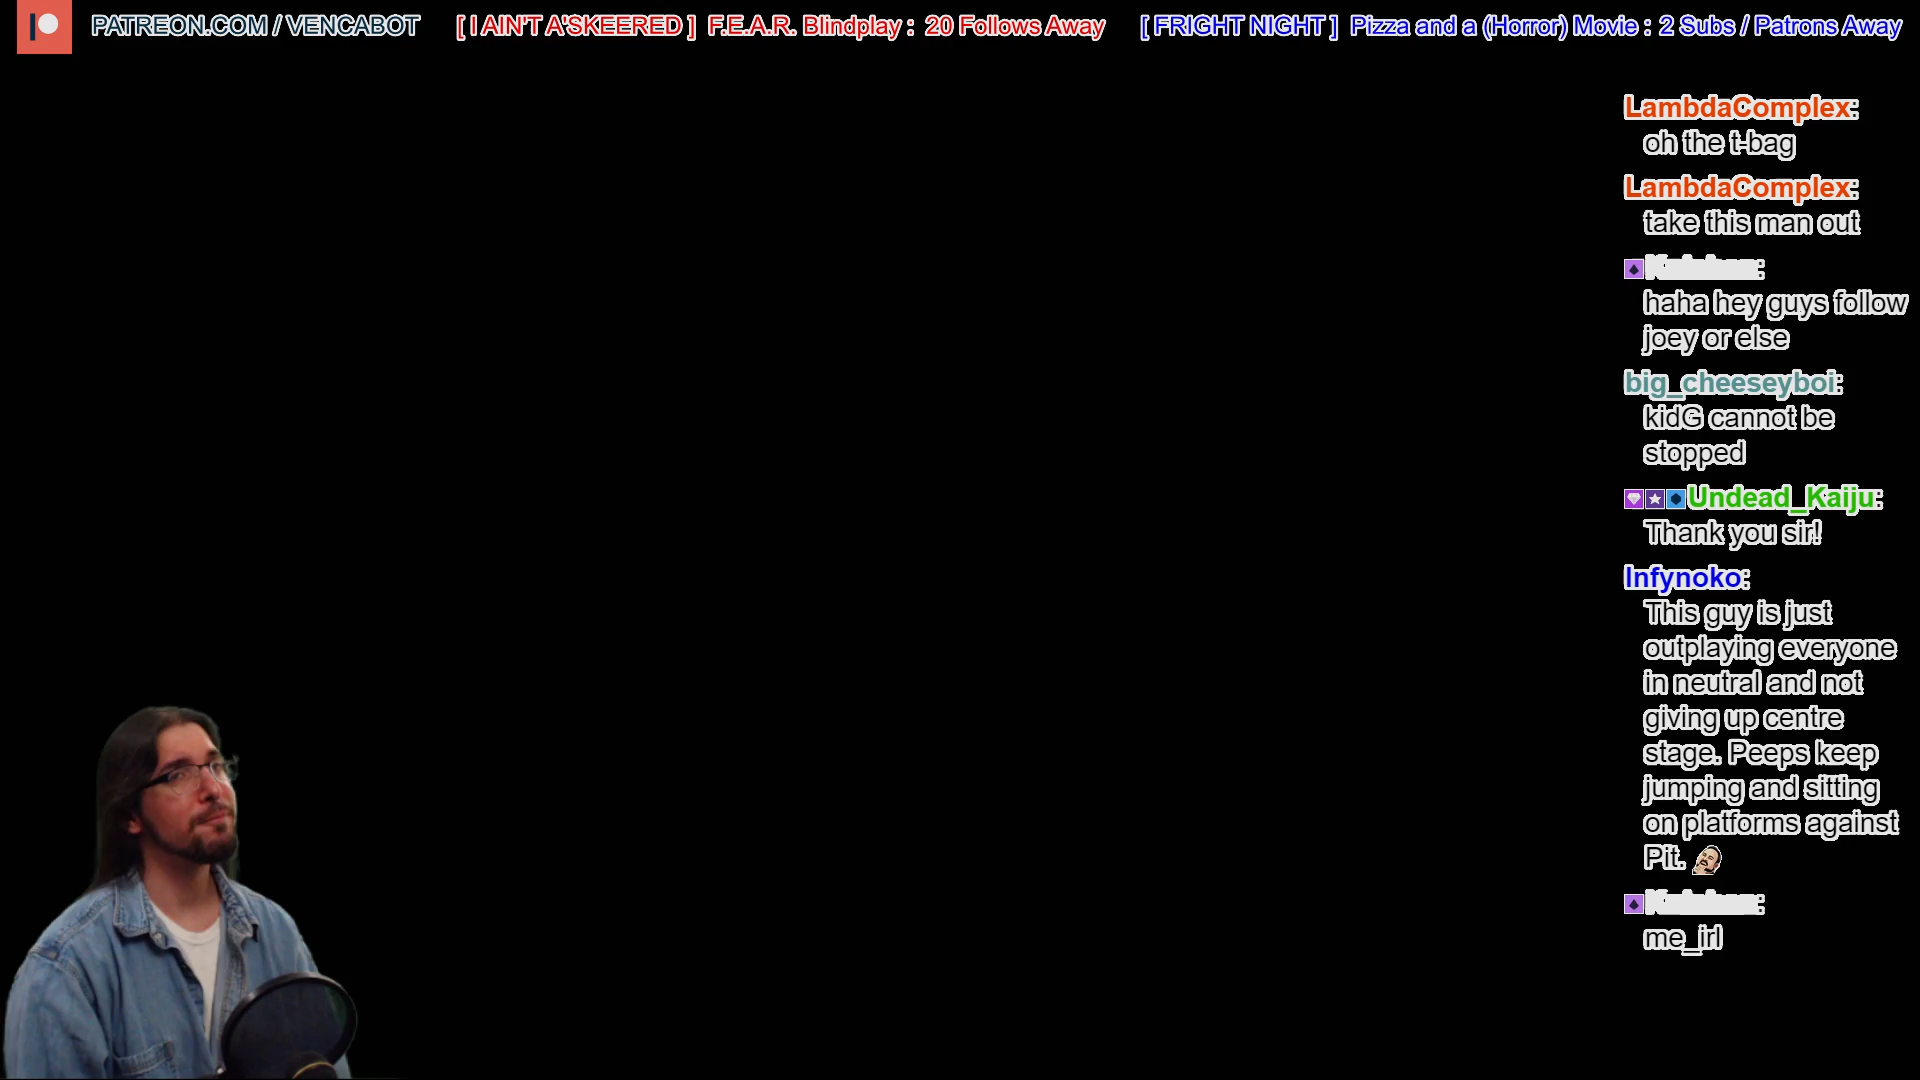 PATREON.COM / VENCABOT [ I AIN'T A'SKEERED ] F.E.A.R. Blindplay : 20 Follows Away [ FRIGHT NIGHT ] Pizza and a (Horror) Movie : 2 Subs / Patrons Away
LambdaComplex:
oh the t-bag
LambdaComplex:
take this man out
haha hey guys follow
joey or else
big_cheeseyboi:
kidG cannot be
stopped
Undead_Kaiju:
Thank you sir!
Infynoko:
This guy is just
outplaying everyone
in neutral and not
giving up centre
stage. Peeps keep
jumping and sitting
on platforms against
Pit.
me_irl